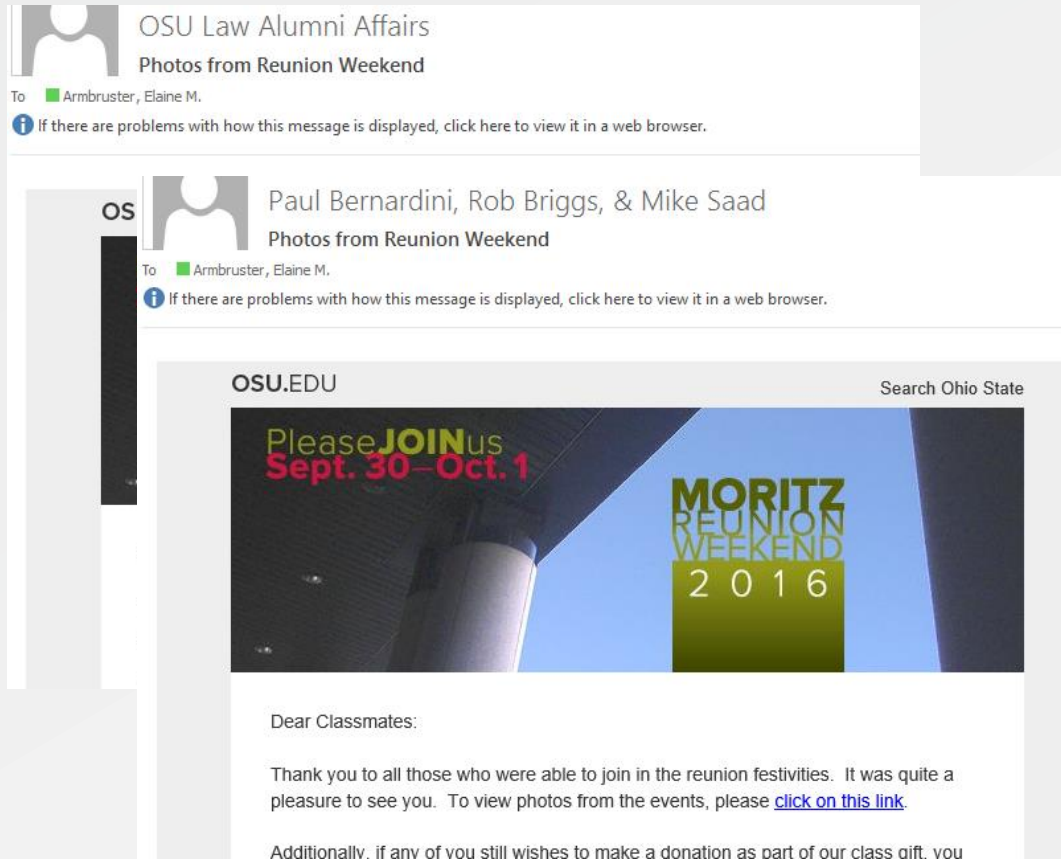 OSU Law Alumni Affairs
Photos from Reunion Weekend
To Armbruster, Elaine M.
If there are problems with how this message is displayed, click here to view it in a web browser.
OS
Paul Bernardini, Rob Briggs, & Mike Saad
Photos from Reunion Weekend
To Armbruster, Elaine M.
If there are problems with how this message is displayed, click here to view it in a web browser.
OSU.EDU Search Ohio State
Please JOIN us
Sept. 30–Oct. 1
MORITZ
REUNION
WEEKEND
2016
Dear Classmates:
Thank you to all those who were able to join in the reunion festivities. It was quite a
pleasure to see you. To view photos from the events, please click on this link.
Additionally, if any of you still wishes to make a donation as part of our class gift, you